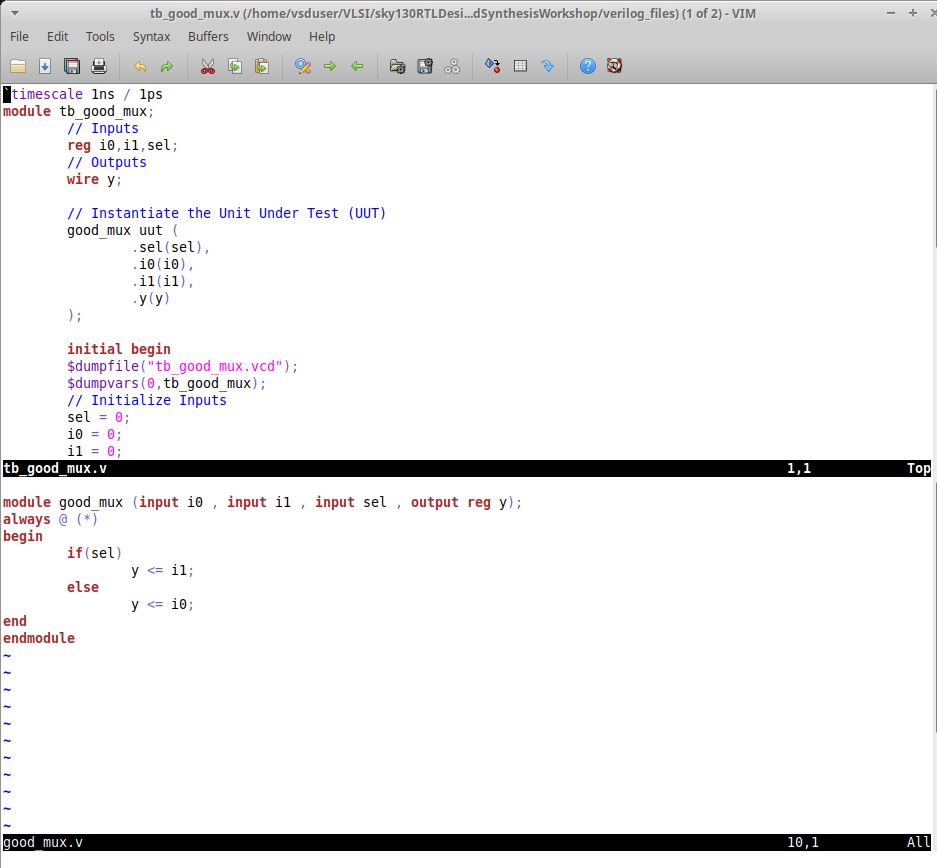 tb_good_mux.v (/home/vsduser/VLSI/sky130RTLDesi...dSynthesisWorkshop/verilog_files) (1 of 2) - VIM
File Edit Tools Syntax Buffers Window Help
`timescale 1ns / 1ps
module tb_good_mux;
        // Inputs
        reg i0,i1,sel;
        // Outputs
        wire y;

        // Instantiate the Unit Under Test (UUT)
        good_mux uut (
                .sel(sel),
                .i0(i0),
                .i1(i1),
                .y(y)
        );

        initial begin
        $dumpfile("tb_good_mux.vcd");
        $dumpvars(0,tb_good_mux);
        // Initialize Inputs
        sel = 0;
        i0 = 0;
        i1 = 0;
tb_good_mux.v 1,1 Top

module good_mux (input i0 , input i1 , input sel , output reg y);
always @ (*)
begin
        if(sel)
                y <= i1;
        else
                y <= i0;
end
endmodule
~
~
~
~
~
~
~
~
~
~
~
good_mux.v 10,1 All